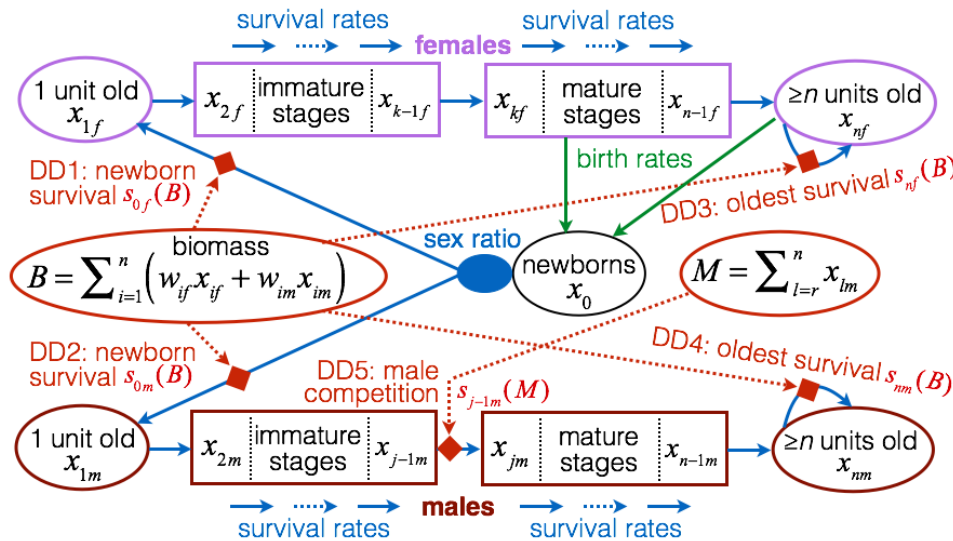 survival rates
survival rates
females
1 unit old
x_{1f}
x_{2f}
immature
stages
x_{k-1f}
x_{kf}
mature
stages
x_{n-1f}
≥n units old
x_{nf}
birth rates
DD1: newborn
survival s_{0f}(B)
DD3: oldest survival s_{nf}(B)
sex ratio
biomass
B = ∑_{i=1}^{n} (w_{if} x_{if} + w_{im} x_{im})
newborns
x_0
M = ∑_{l=r}^{n} x_{lm}
DD2: newborn
survival s_{0m}(B)
DD5: male
competition
s_{j-1m}(M)
DD4: oldest survival s_{nm}(B)
1 unit old
x_{1m}
x_{2m}
immature
stages
x_{j-1m}
x_{jm}
mature
stages
x_{n-1m}
≥n units old
x_{nm}
males
survival rates
survival rates